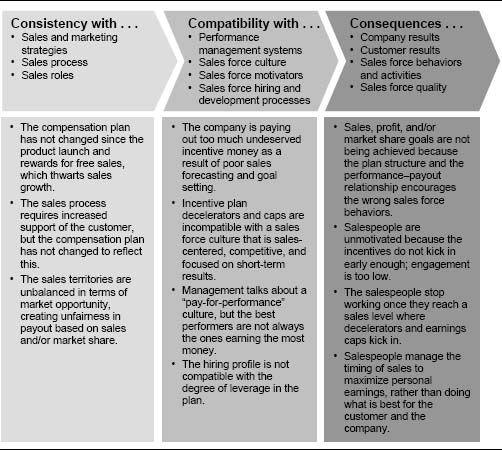 Consistency with . . .
• Sales and marketing
strategies
• Sales process
• Sales roles
Compatibility with . . .
• Performance
management systems
• Sales force culture
• Sales force motivators
• Sales force hiring and
development processes
Consequences . . .
• Company results
• Customer results
• Sales force behaviors
and activities
• Sales force quality
• The compensation plan
has not changed since the
product launch and
rewards for free sales,
which thwarts sales
growth.
• The sales process
requires increased
support of the customer,
but the compensation plan
has not changed to reflect
this.
• The sales territories are
unbalanced in terms of
market opportunity,
creating unfairness in
payout based on sales
and/or market share.
• The company is paying
out too much undeserved
incentive money as a
result of poor sales
forecasting and goal
setting.
• Incentive plan
decelerators and caps are
incompatible with a sales
force culture that is sales-
centered, competitive, and
focused on short-term
results.
• Management talks about
a “pay-for-performance”
culture, but the best
performers are not always
the ones earning the most
money.
• The hiring profile is not
compatible with the
degree of leverage in the
plan.
• Sales, profit, and/or
market share goals are not
being achieved because
the plan structure and the
performance–payout
relationship encourages
the wrong sales force
behaviors.
• Salespeople are
unmotivated because the
incentives do not kick in
early enough; engagement
is too low.
• The salespeople stop
working once they reach a
sales level where
decelerators and earnings
caps kick in.
• Salespeople manage the
timing of sales to
maximize personal
earnings, rather than doing
what is best for the
customer and the
company.